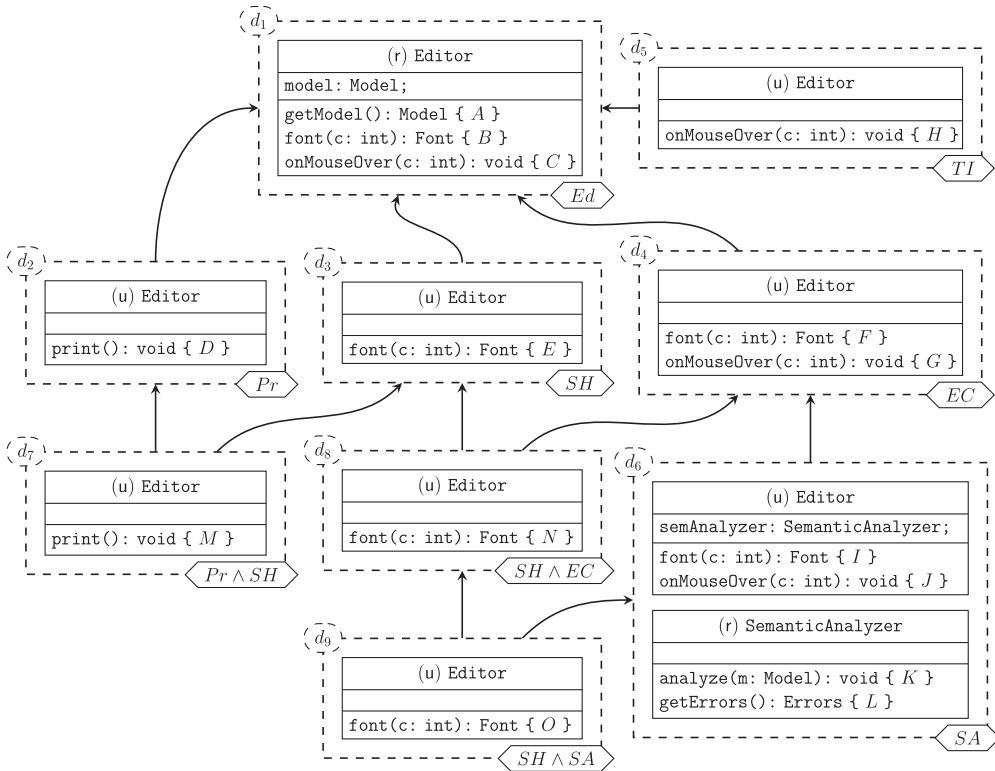 d₁
(r) Editor
model: Model;
getModel(): Model { A }
font(c: int): Font { B }
onMouseOver(c: int): void { C }
Ed
d₅
(u) Editor
onMouseOver(c: int): void { H }
TI
d₂
(u) Editor
print(): void { D }
Pr
d₃
(u) Editor
font(c: int): Font { E }
SH
d₄
(u) Editor
font(c: int): Font { F }
onMouseOver(c: int): void { G }
EC
d₇
(u) Editor
print(): void { M }
Pr ∧ SH
d₈
(u) Editor
font(c: int): Font { N }
SH ∧ EC
d₆
(u) Editor
semAnalyzer: SemanticAnalyzer;
font(c: int): Font { I }
onMouseOver(c: int): void { J }
(r) SemanticAnalyzer
analyze(m: Model): void { K }
getErrors(): Errors { L }
SA
d₉
(u) Editor
font(c: int): Font { O }
SH ∧ SA